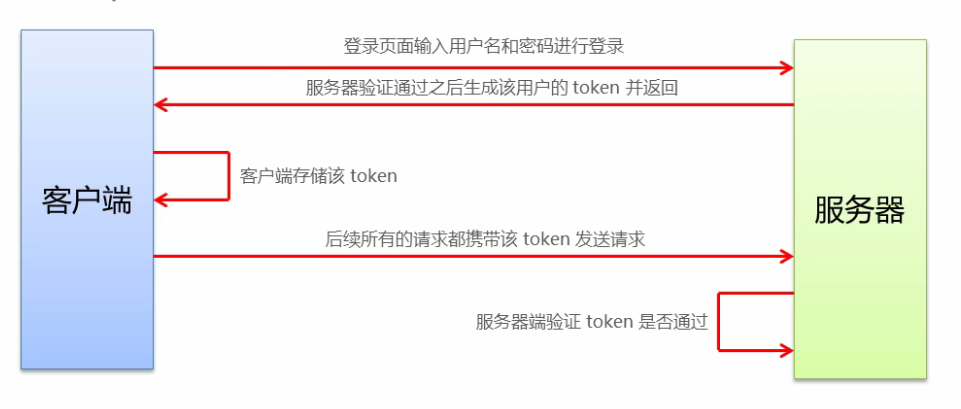 登录页面输入用户名和密码进行登录
服务器验证通过之后生成该用户的 token 并返回
客户端存储该 token
客户端
服务器
后续所有的请求都携带该 token 发送请求
服务器端验证 token 是否通过